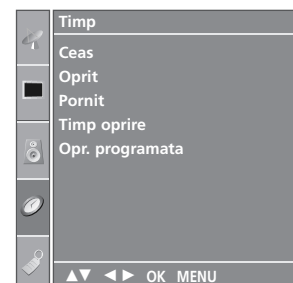 Timp
Ceas
Oprit
Pornit
Timp oprire
Opr. programata
▲▼ ◄► OK MENU